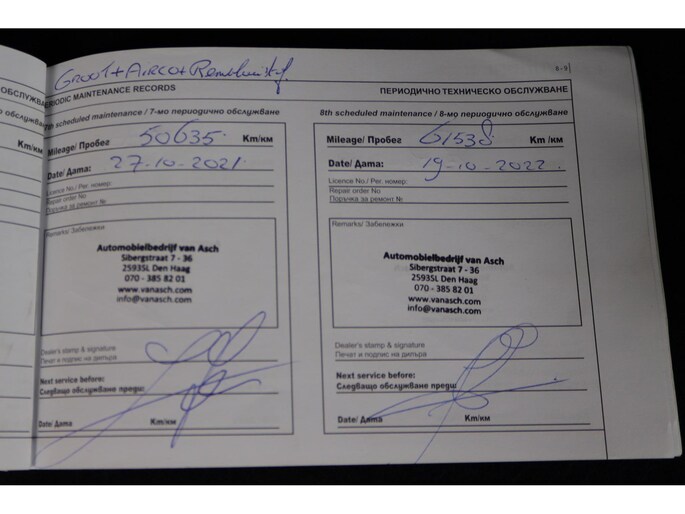 Groot + Airco + Remvloeistof.
8-9
ОБСЛУЖВА
PERIODIC MAINTENANCE RECORDS
ПЕРИОДИЧНО ТЕХНИЧЕСКО ОБСЛУЖВАНЕ
обслужване
7th scheduled maintenance / 7-мо периодично обслужване
8th scheduled maintenance / 8-мо периодично обслужване
Km/км
Mileage/ Пробег 50635 Km/км
Mileage/ Пробег 61538 Km /км
Date/ Дата: 27-10-2021
Date/ Дата: 19-10-2022
Licence No./ Рег. номер:
Repair order No
Поръчка за ремонт №
Licence No./ Рег. номер:
Repair order No
Поръчка за ремонт №
Remarks/ Забележки
Automobielbedrijf van Asch
Sibergstraat 7 - 36
2593SL Den Haag
070 - 385 82 01
www.vanasch.com
info@vanasch.com
Remarks/ Забележки
Automobielbedrijf van Asch
Sibergstraat 7 - 36
2593SL Den Haag
070 - 385 82 01
www.vanasch.com
info@vanasch.com
Dealer's stamp & signature
Печат и подпис на дилъра
Dealer's stamp & signature
Печат и подпис на дилъра
Next service before:
Следващо обслужване преди:
Next service before:
Следващо обслужване преди
Km/км
Date/ Дата Km/км
Date/ Дата Km/км